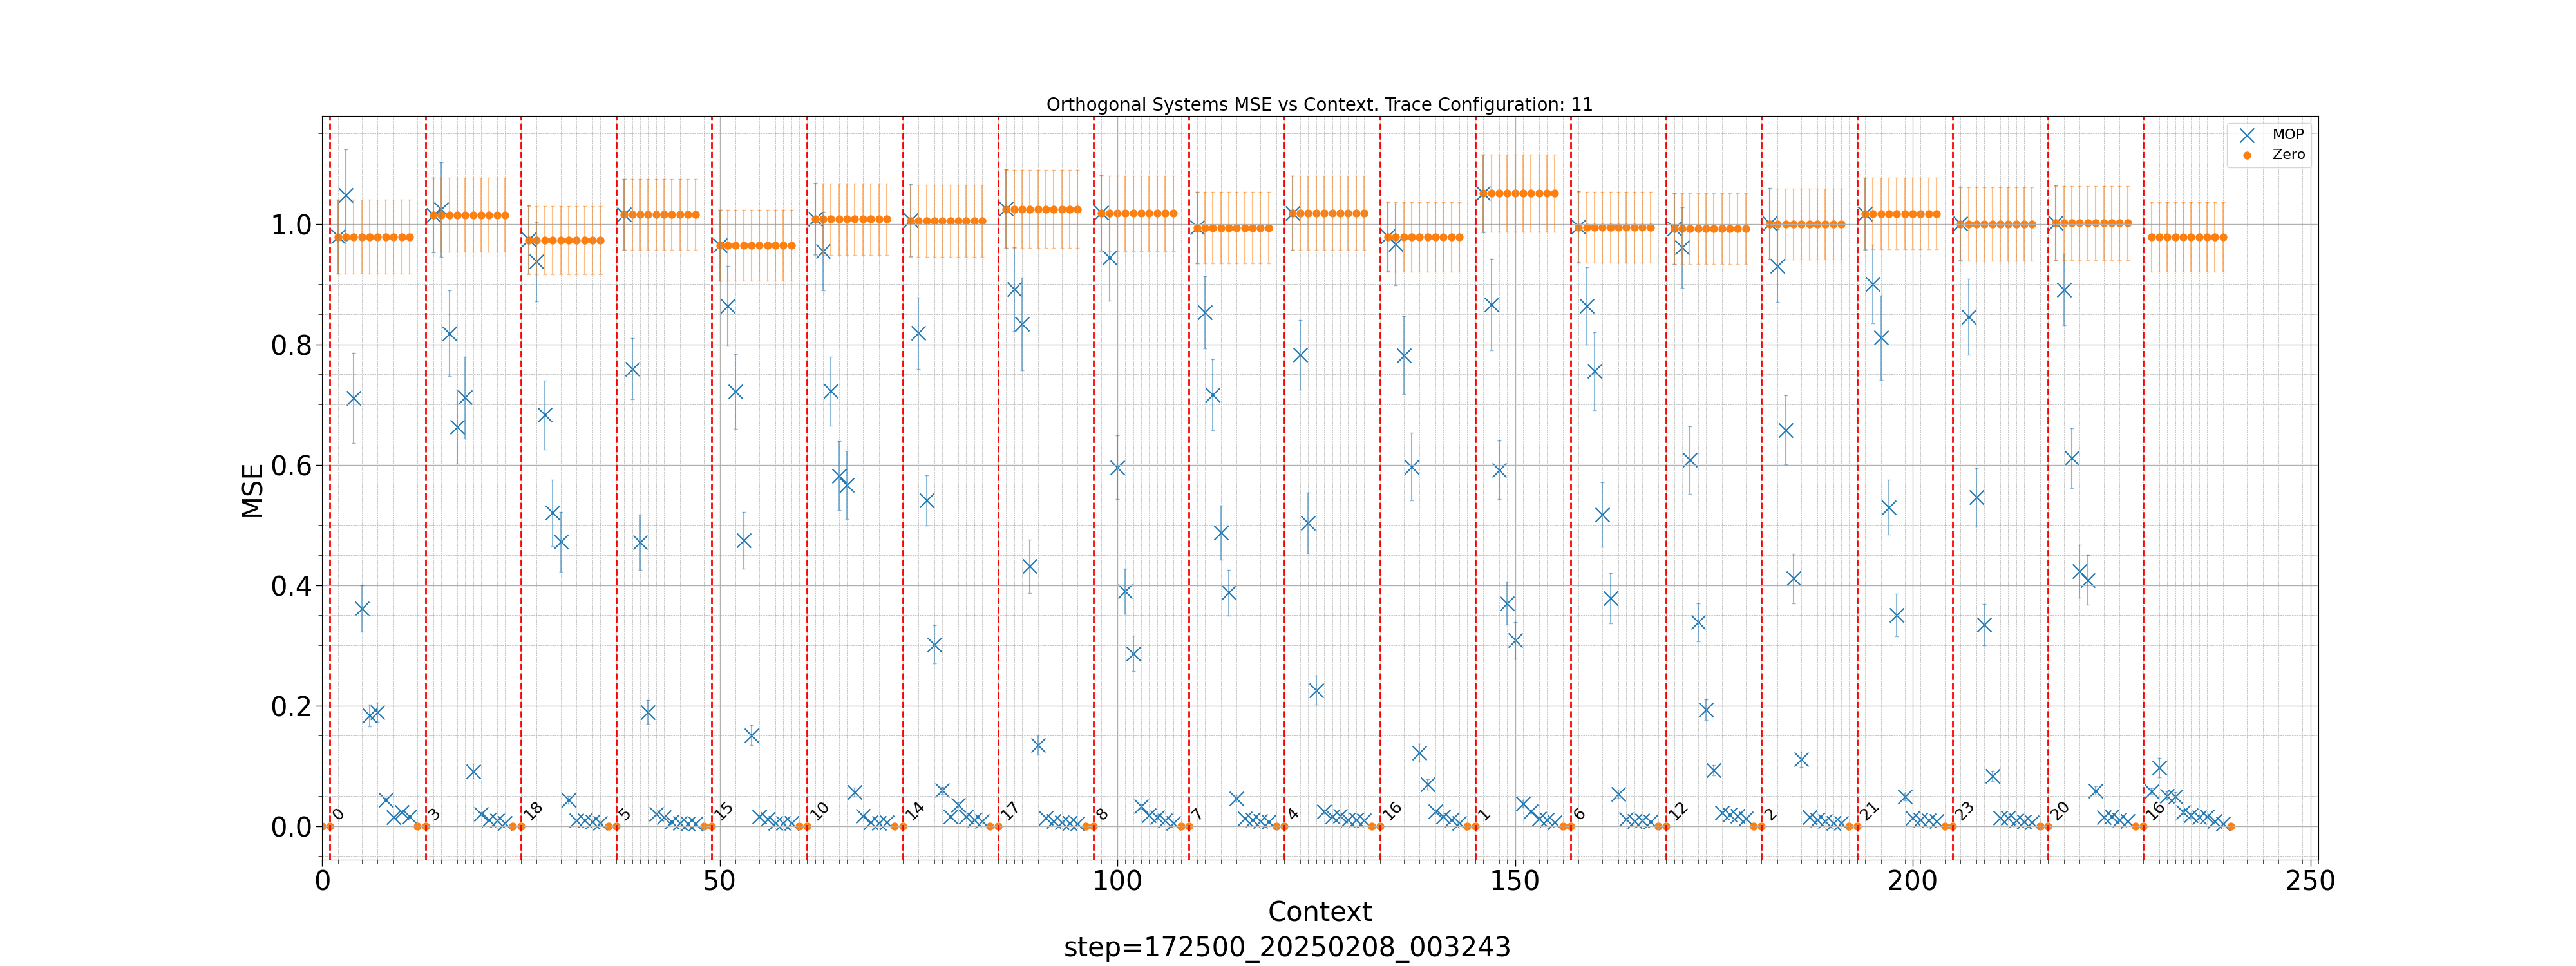 Orthogonal Systems MSE vs Context. Trace Configuration: 11
MOP
Zero
MSE
1.0
0.8
0.6
0.4
0.2
0.0
0 3 18 5 15 10 14 17 8 7 4 16 1 6 12 2 21 23 20 16
0 50 100 150 200 250
Context
step=172500_20250208_003243